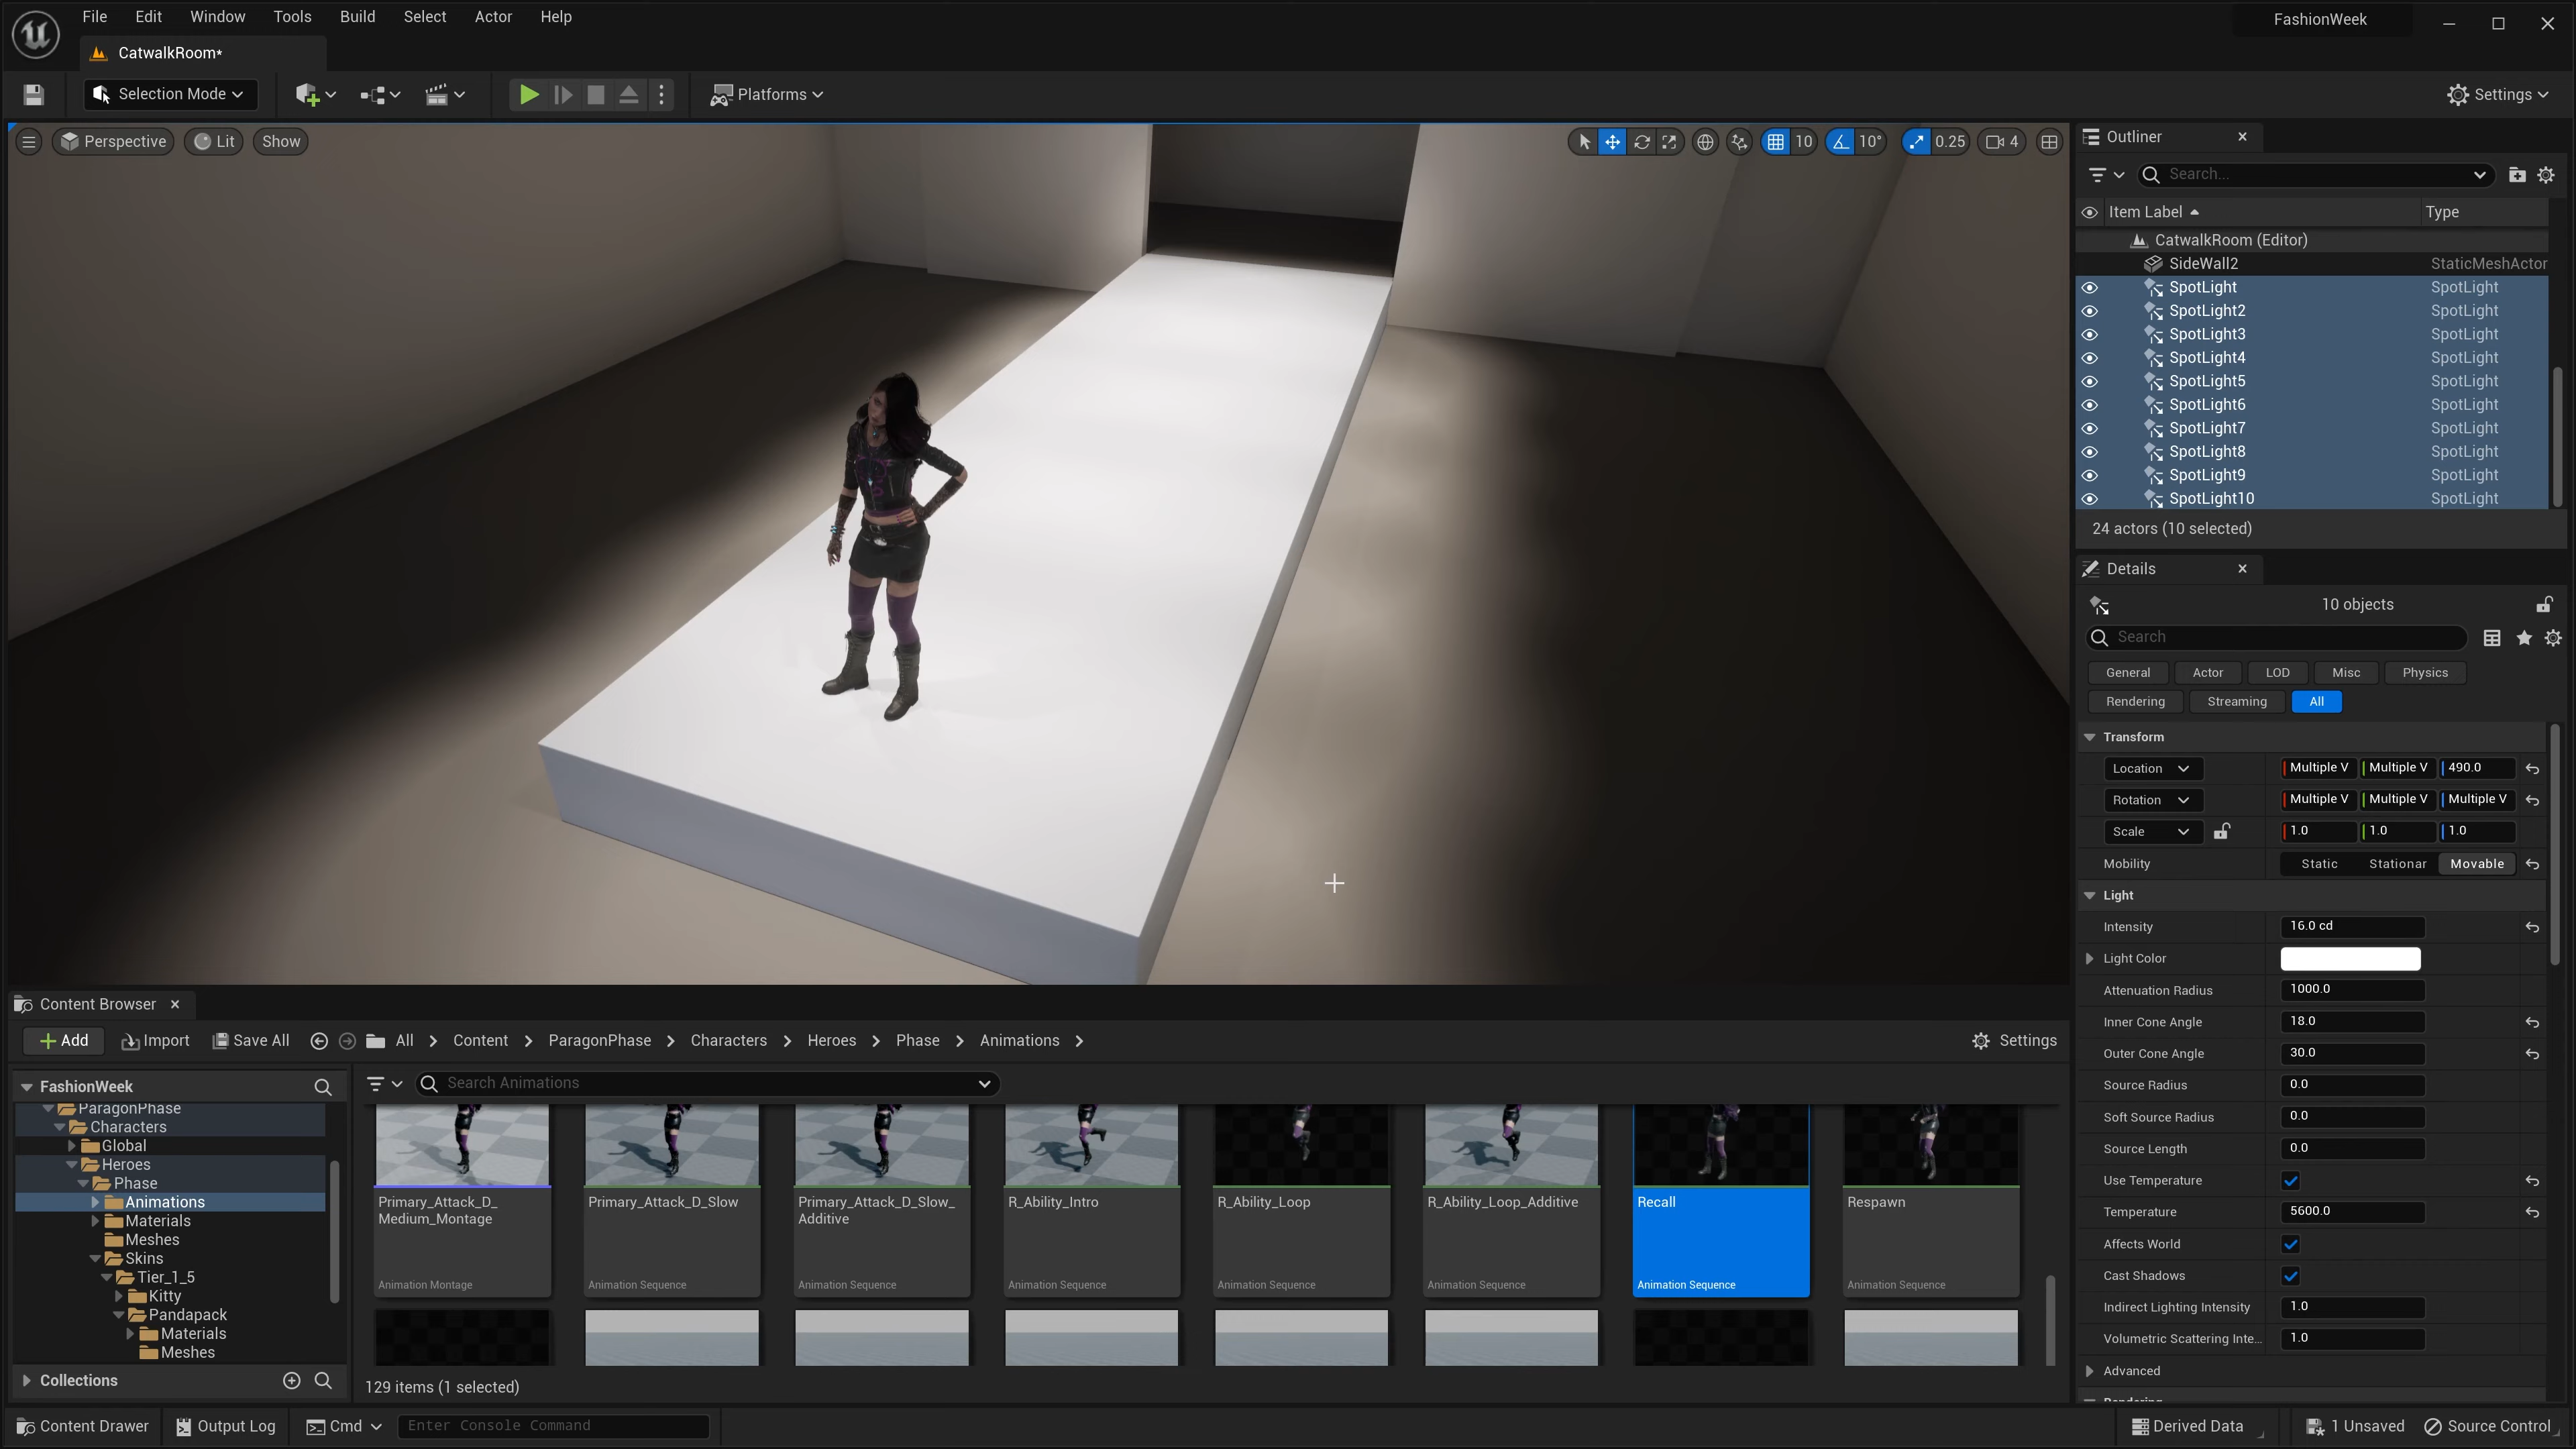 File Edit Window Tools Build Select Actor Help
FashionWeek
CatwalkRoom*
Selection Mode
Platforms
Settings
Perspective Lit Show
10 10° 0.25 4
Outliner
Search...
Item Label Type
CatwalkRoom (Editor)
SideWall2 StaticMeshActor
SpotLight SpotLight
SpotLight2 SpotLight
SpotLight3 SpotLight
SpotLight4 SpotLight
SpotLight5 SpotLight
SpotLight6 SpotLight
SpotLight7 SpotLight
SpotLight8 SpotLight
SpotLight9 SpotLight
SpotLight10 SpotLight
24 actors (10 selected)
Details
10 objects
Search
General Actor LOD Misc Physics
Rendering Streaming All
Transform
Location Multiple V Multiple V 490.0
Rotation Multiple V Multiple V Multiple V
Scale 1.0 1.0 1.0
Mobility Static Stationar Movable
Light
Intensity 16.0 cd
Light Color
Attenuation Radius 1000.0
Inner Cone Angle 18.0
Outer Cone Angle 30.0
Source Radius 0.0
Soft Source Radius 0.0
Source Length 0.0
Use Temperature
Temperature 5600.0
Affects World
Cast Shadows
Indirect Lighting Intensity 1.0
Volumetric Scattering Inte... 1.0
Advanced
Content Browser
Add Import Save All All Content ParagonPhase Characters Heroes Phase Animations Settings
FashionWeek
ParagonPhase
Characters
Global
Heroes
Phase
Animations
Materials
Meshes
Skins
Tier_1_5
Kitty
Pandapack
Materials
Meshes
Collections
Search Animations
Primary_Attack_D_
Medium_Montage
Animation Montage
Primary_Attack_D_Slow
Animation Sequence
Primary_Attack_D_Slow_
Additive
Animation Sequence
R_Ability_Intro
Animation Sequence
R_Ability_Loop
Animation Sequence
R_Ability_Loop_Additive
Animation Sequence
Recall
Animation Sequence
Respawn
Animation Sequence
129 items (1 selected)
Content Drawer Output Log Cmd Enter Console Command
Derived Data 1 Unsaved Source Control